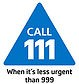 CALL
111
When it's less urgent
than 999